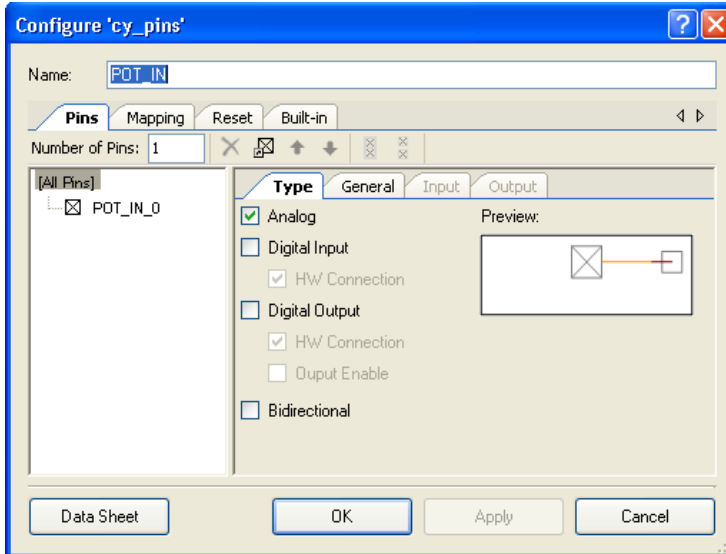 Configure 'cy_pins'
Name: POT_IN
Pins Mapping Reset Built-in
Number of Pins: 1
[All Pins]
POT_IN_0
Type General Input Output
Analog Preview:
Digital Input
HW Connection
Digital Output
HW Connection
Ouput Enable
Bidirectional
Data Sheet OK Apply Cancel